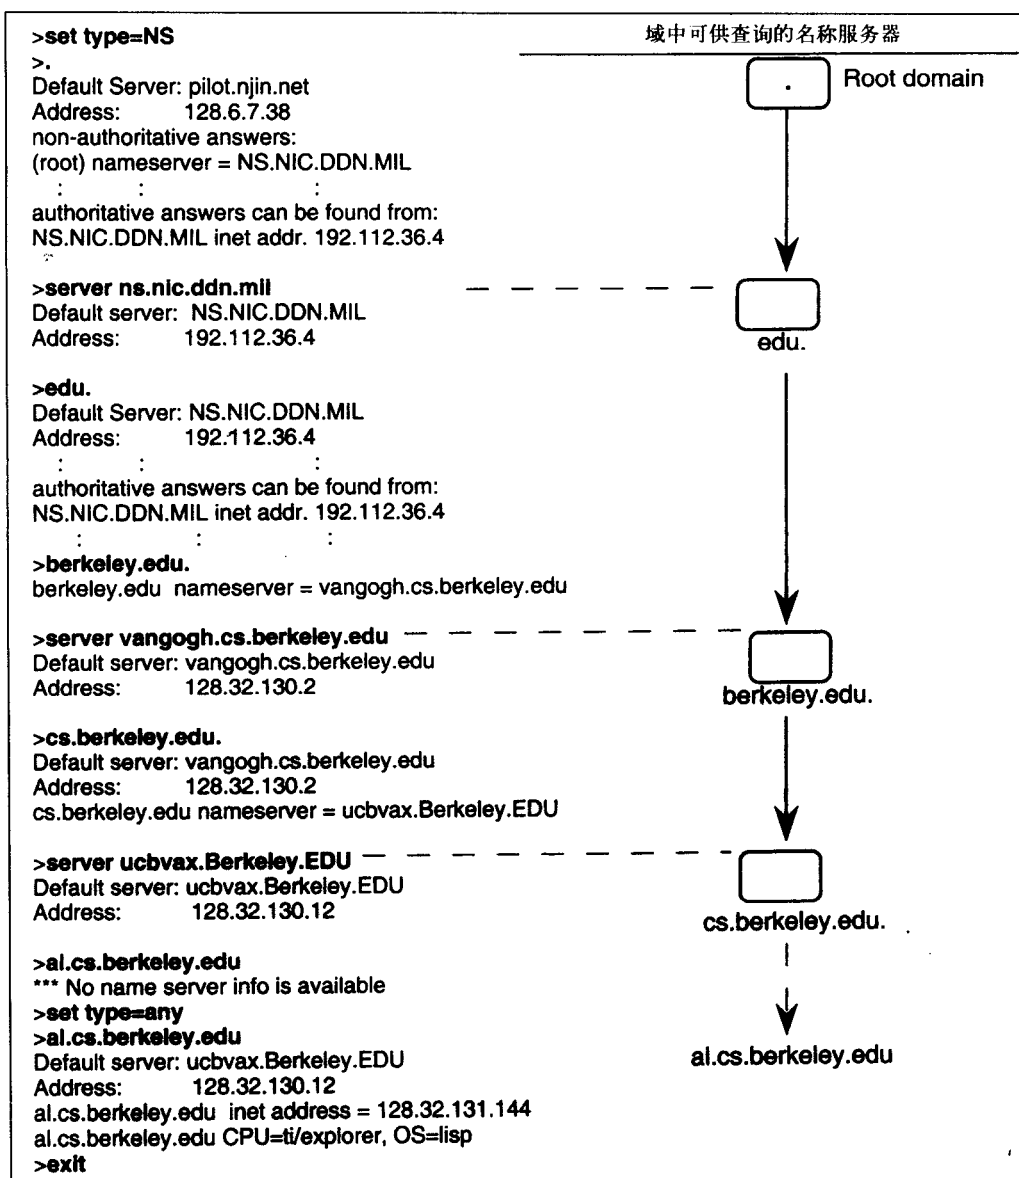 >set type=NS
>.
Default Server: pilot.njin.net
Address: 128.6.7.38
non-authoritative answers:
(root) nameserver = NS.NIC.DDN.MIL
: : :
authoritative answers can be found from:
NS.NIC.DDN.MIL inet addr. 192.112.36.4
>server ns.nic.ddn.mil
Default server: NS.NIC.DDN.MIL
Address: 192.112.36.4
>edu.
Default Server: NS.NIC.DDN.MIL
Address: 192.112.36.4
: : :
authoritative answers can be found from:
NS.NIC.DDN.MIL inet addr. 192.112.36.4
: : :
>berkeley.edu.
berkeley.edu nameserver = vangogh.cs.berkeley.edu
>server vangogh.cs.berkeley.edu
Default server: vangogh.cs.berkeley.edu
Address: 128.32.130.2
>cs.berkeley.edu.
Default server: vangogh.cs.berkeley.edu
Address: 128.32.130.2
cs.berkeley.edu nameserver = ucbvax.Berkeley.EDU
>server ucbvax.Berkeley.EDU
Default server: ucbvax.Berkeley.EDU
Address: 128.32.130.12
>al.cs.berkeley.edu
*** No name server info is available
>set type=any
>al.cs.berkeley.edu
Default server: ucbvax.Berkeley.EDU
Address: 128.32.130.12
al.cs.berkeley.edu inet address = 128.32.131.144
al.cs.berkeley.edu CPU=ti/explorer, OS=lisp
>exit
域中可供查询的名称服务器
.
Root domain
edu.
berkeley.edu.
cs.berkeley.edu.
al.cs.berkeley.edu